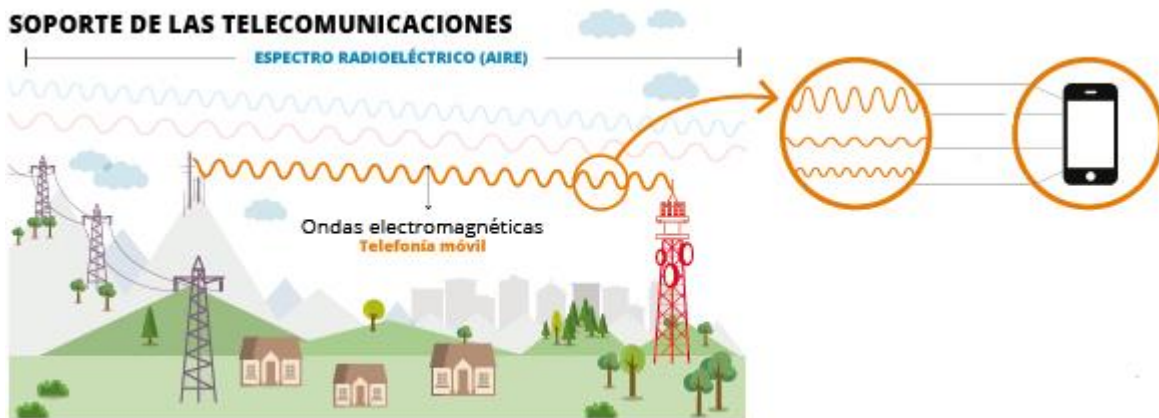 SOPORTE DE LAS TELECOMUNICACIONES
ESPECTRO RADIOELÉCTRICO (AIRE)
Ondas electromagnéticas
Telefonía móvil